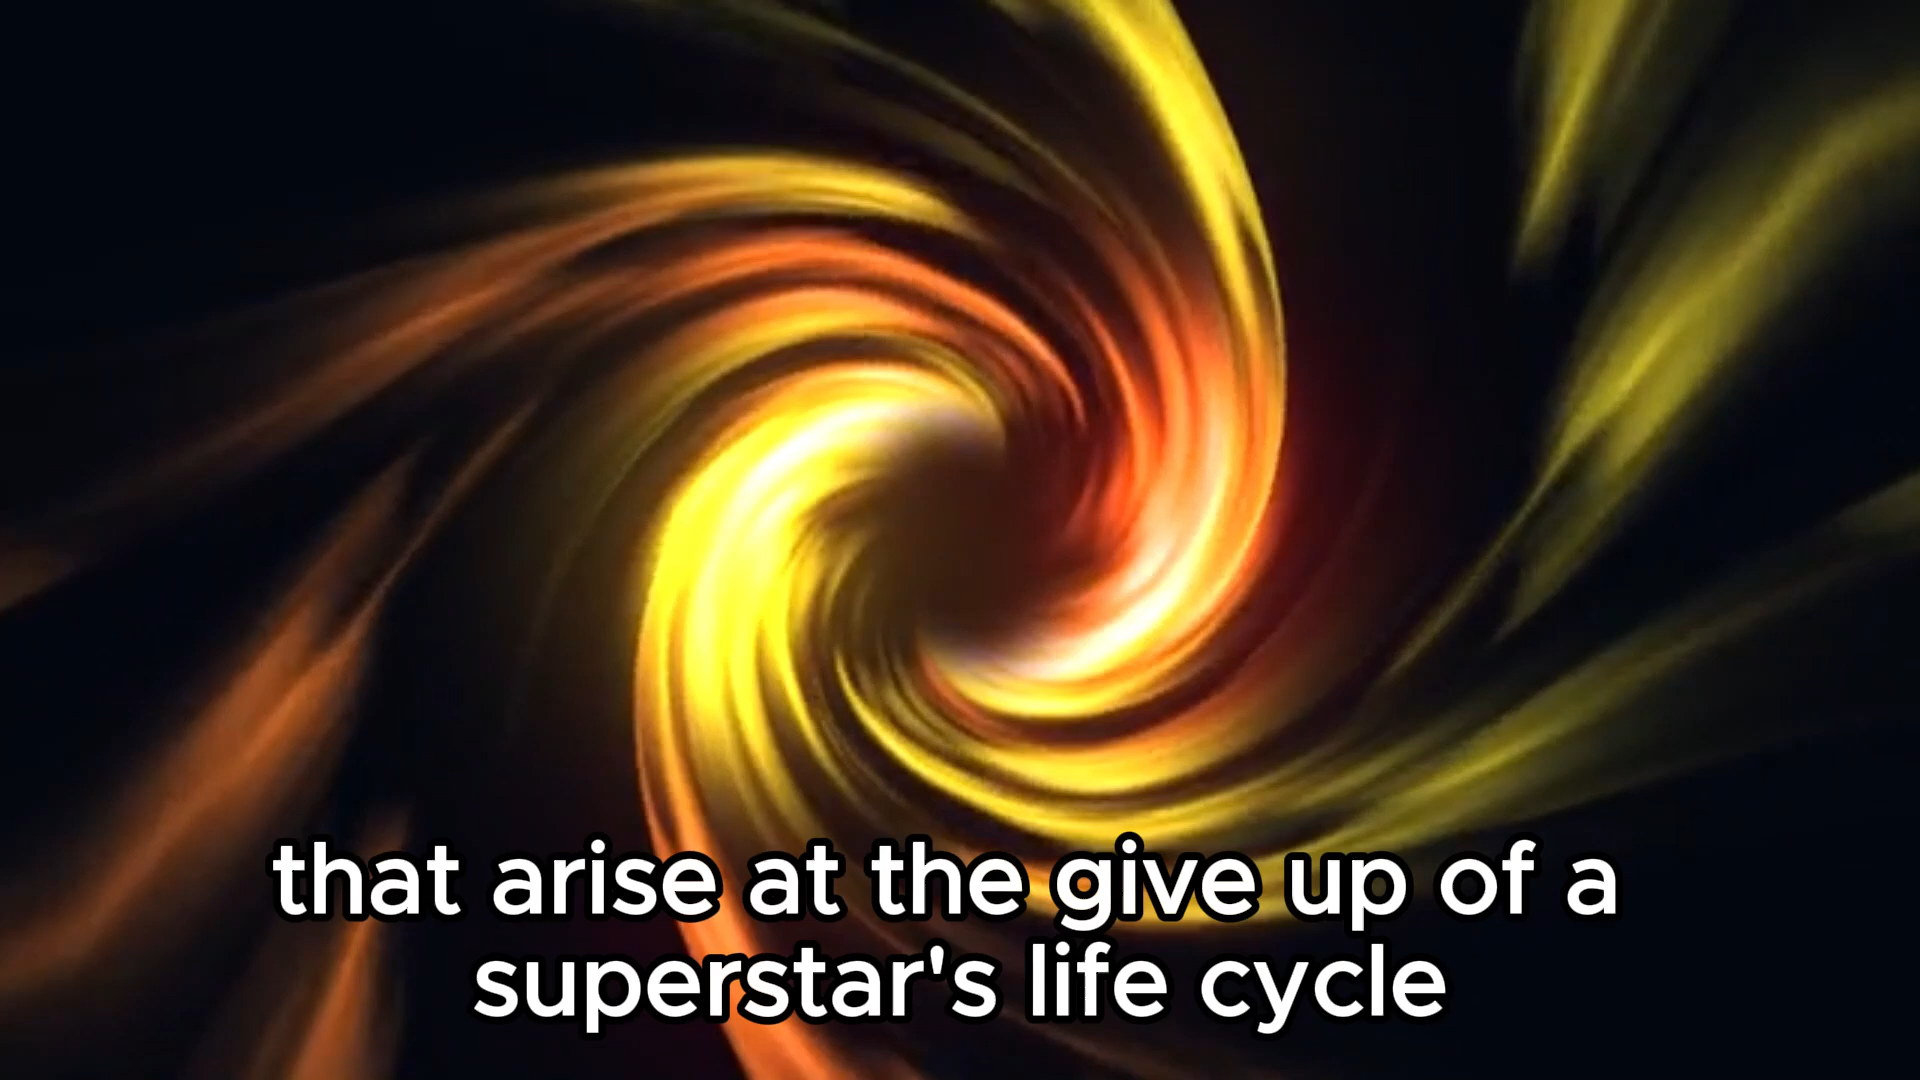 that arise at the give up of a
superstar's life cycle